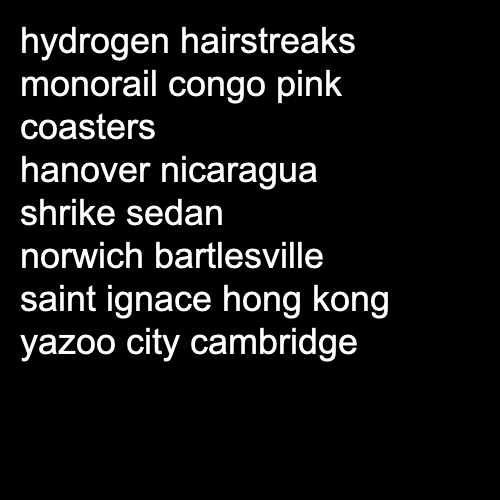 hydrogen hairstreaks
monorail congo pink
coasters
hanover nicaragua
shrike sedan
norwich bartlesville
saint ignace hong kong
yazoo city cambridge